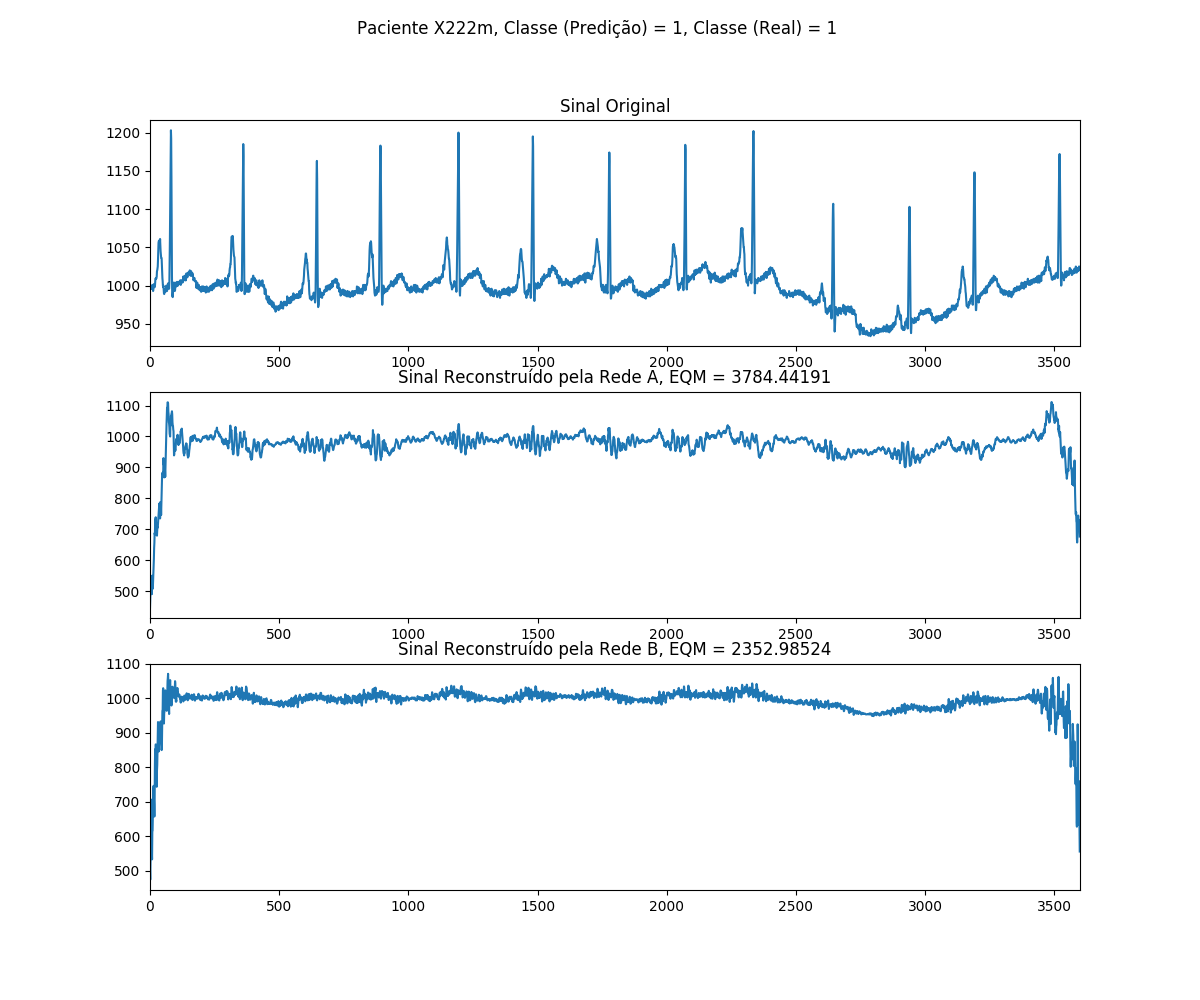 Paciente X222m, Classe (Predição) = 1, Classe (Real) = 1
Sinal Original
1200
1150
1100
1050
1000
950
0 500 1000 1500 2000 2500 3000 3500
Sinal Reconstruído pela Rede A, EQM = 3784.44191
1100
1000
900
800
700
600
500
0 500 1000 1500 2000 2500 3000 3500
Sinal Reconstruído pela Rede B, EQM = 2352.98524
1100
1000
900
800
700
600
500
0 500 1000 1500 2000 2500 3000 3500